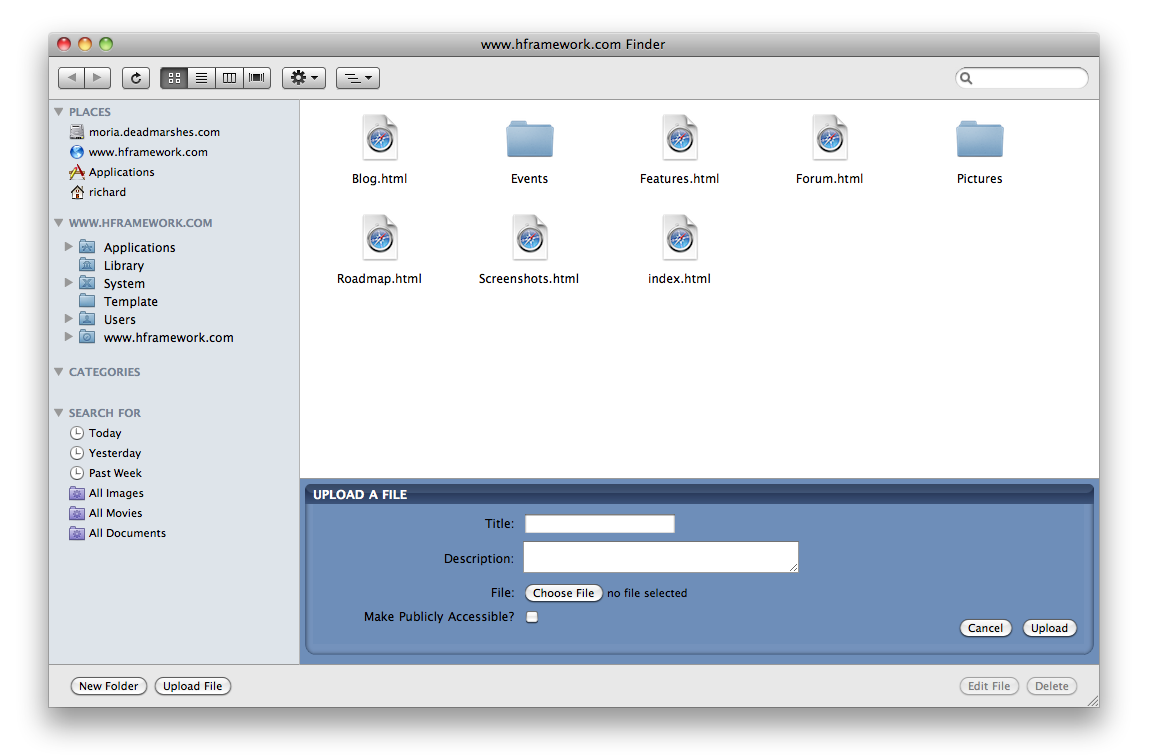 www.hframework.com Finder
PLACES
moria.deadmarshes.com
www.hframework.com
Applications
richard
WWW.HFRAMEWORK.COM
Applications
Library
System
Template
Users
www.hframework.com
CATEGORIES
SEARCH FOR
Today
Yesterday
Past Week
All Images
All Movies
All Documents
Blog.html Events Features.html Forum.html Pictures
Roadmap.html Screenshots.html index.html
UPLOAD A FILE
Title:
Description:
File: Choose File no file selected
Make Publicly Accessible?
Cancel Upload
New Folder Upload File Edit File Delete